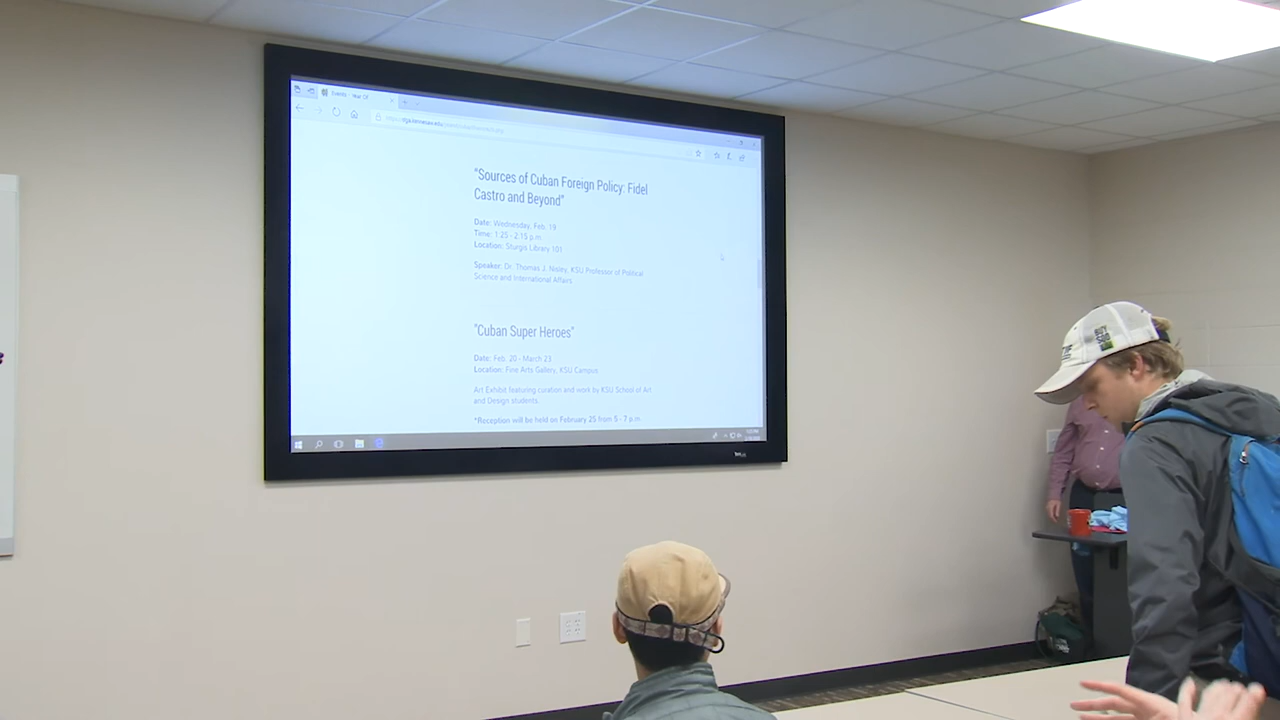 Events - Year Of
"Sources of Cuban Foreign Policy: Fidel
Castro and Beyond"
Date: Wednesday, Feb. 19
Time: 1:25 - 2:15 p.m.
Location: Sturgis Library 101
Speaker: Dr. Thomas J. Nisley, KSU Professor of Political
Science and International Affairs
"Cuban Super Heroes"
Date: Feb. 20 - March 23
Location: Fine Arts Gallery, KSU Campus
Art Exhibit featuring curation and work by KSU School of Art
and Design students.
*Reception will be held on February 25 from 5 - 7 p.m.